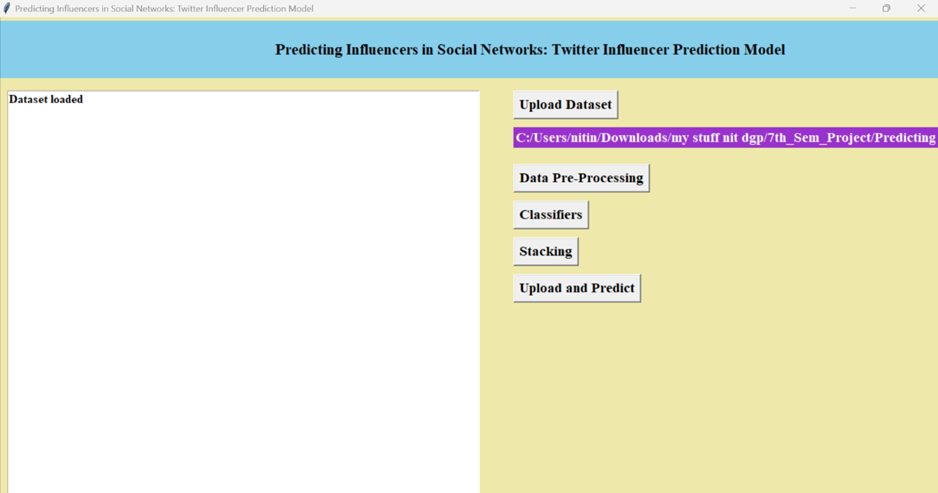 Predicting Influencers in Social Networks: Twitter Influencer Prediction Model
Predicting Influencers in Social Networks: Twitter Influencer Prediction Model
Dataset loaded
Upload Dataset
C:/Users/nitin/Downloads/my stuff nit dgp/7th_Sem_Project/Predicting
Data Pre-Processing
Classifiers
Stacking
Upload and Predict